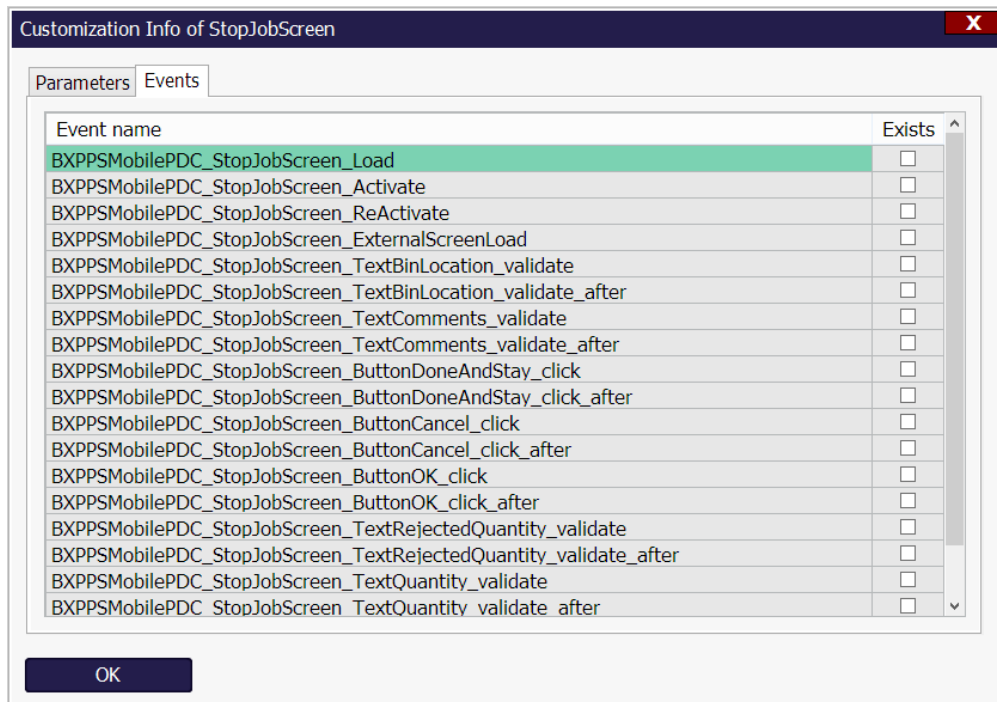 Customization Info of StopJobScreen X
Parameters Events
Event name Exists
BXPPSMobilePDC_StopJobScreen_Load
BXPPSMobilePDC_StopJobScreen_Activate
BXPPSMobilePDC_StopJobScreen_ReActivate
BXPPSMobilePDC_StopJobScreen_ExternalScreenLoad
BXPPSMobilePDC_StopJobScreen_TextBinLocation_validate
BXPPSMobilePDC_StopJobScreen_TextBinLocation_validate_after
BXPPSMobilePDC_StopJobScreen_TextComments_validate
BXPPSMobilePDC_StopJobScreen_TextComments_validate_after
BXPPSMobilePDC_StopJobScreen_ButtonDoneAndStay_click
BXPPSMobilePDC_StopJobScreen_ButtonDoneAndStay_click_after
BXPPSMobilePDC_StopJobScreen_ButtonCancel_click
BXPPSMobilePDC_StopJobScreen_ButtonCancel_click_after
BXPPSMobilePDC_StopJobScreen_ButtonOK_click
BXPPSMobilePDC_StopJobScreen_ButtonOK_click_after
BXPPSMobilePDC_StopJobScreen_TextRejectedQuantity_validate
BXPPSMobilePDC_StopJobScreen_TextRejectedQuantity_validate_after
BXPPSMobilePDC_StopJobScreen_TextQuantity_validate
BXPPSMobilePDC_StopJobScreen_TextQuantity_validate_after
OK